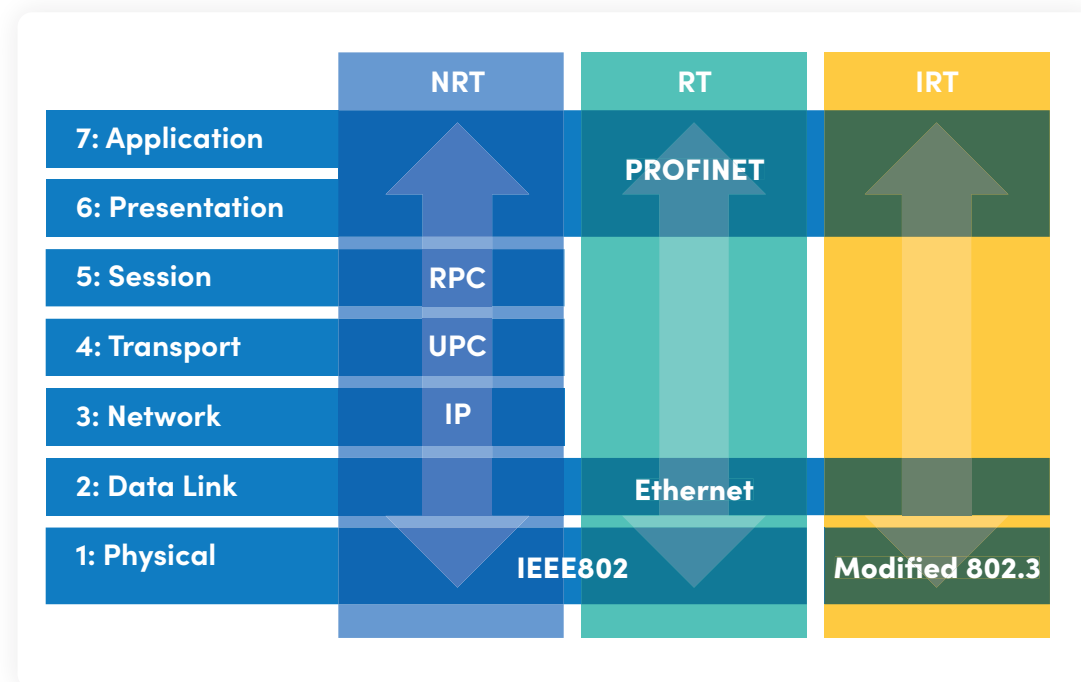 NRT RT IRT
7: Application
PROFINET
6: Presentation
5: Session RPC
4: Transport UPC
3: Network IP
2: Data Link Ethernet
1: Physical IEEE802 Modified 802.3